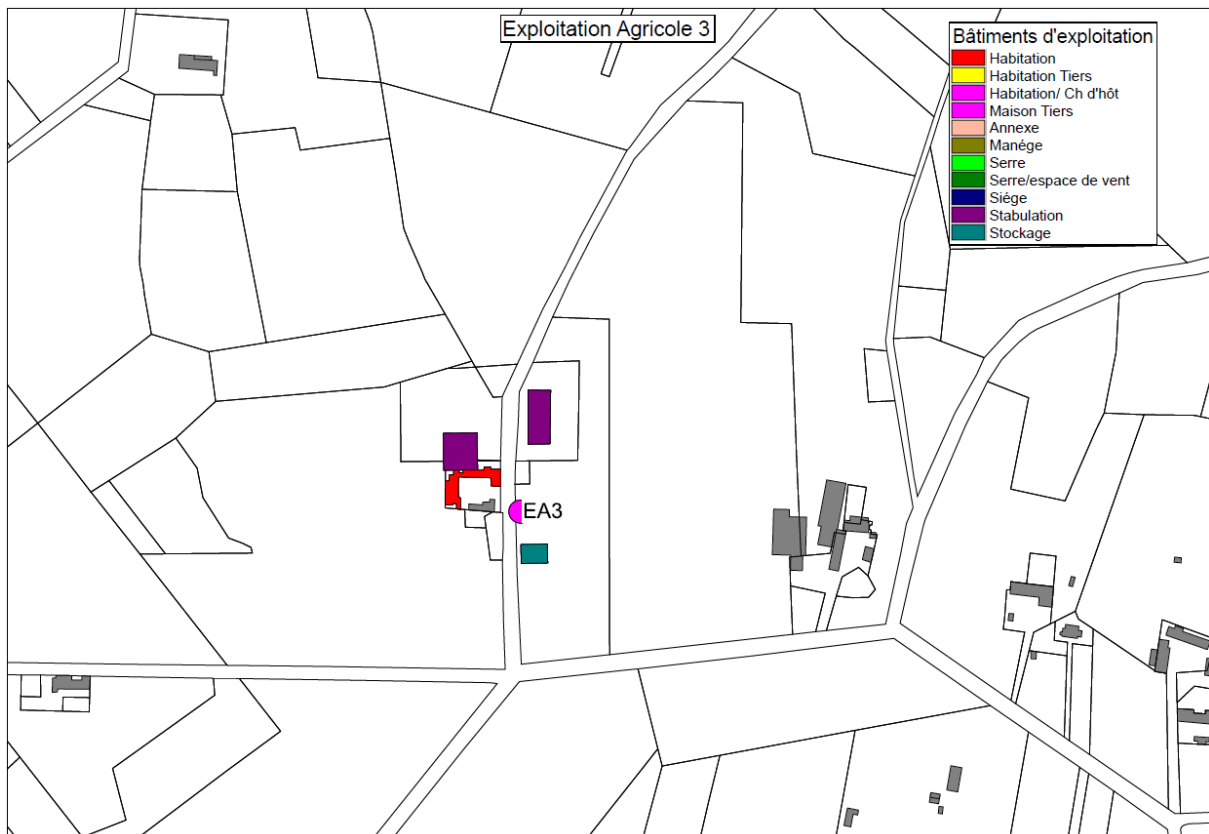 Exploitation Agricole 3
Bâtiments d'exploitation
Habitation
Habitation Tiers
Habitation/ Ch d'hôt
Maison Tiers
Annexe
Manége
Serre
Serre/espace de vent
Siége
Stabulation
Stockage
EA3